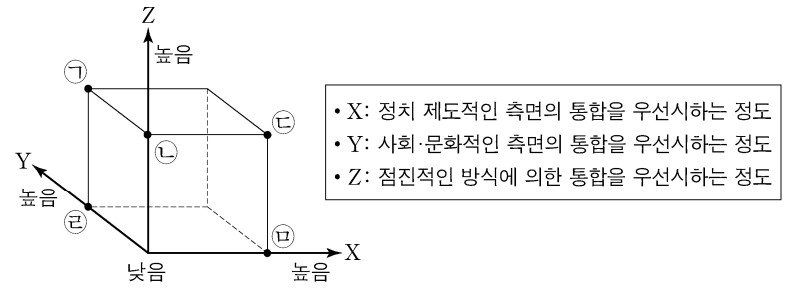 Z
높음
㉠
㉢
㉡
Y
높음
㉣
㉤
X
낮음
높음
• X: 정치 제도적인 측면의 통합을 우선시하는 정도
• Y: 사회·문화적인 측면의 통합을 우선시하는 정도
• Z: 점진적인 방식에 의한 통합을 우선시하는 정도